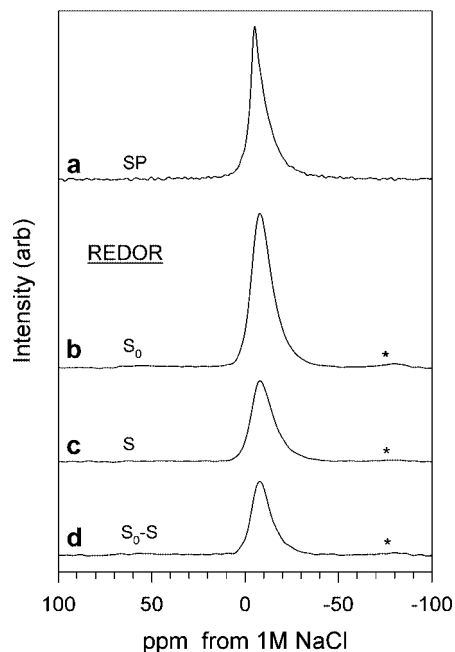 a SP
REDOR
b S₀ *
c S *
d S₀-S *
Intensity (arb)
100 50 0 -50 -100
ppm from 1M NaCl